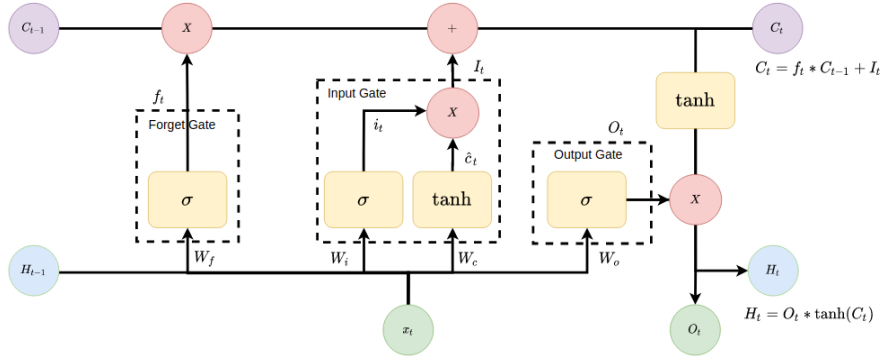 C_{t-1}
X
+
C_t
I_t
C_t = f_t * C_{t-1} + I_t
f_t
Input Gate
tanh
Forget Gate
i_t
X
O_t
ĉ_t
Output Gate
σ
σ
tanh
σ
X
W_f
W_i
W_c
W_o
H_{t-1}
H_t
H_t = O_t * tanh(C_t)
x_t
O_t